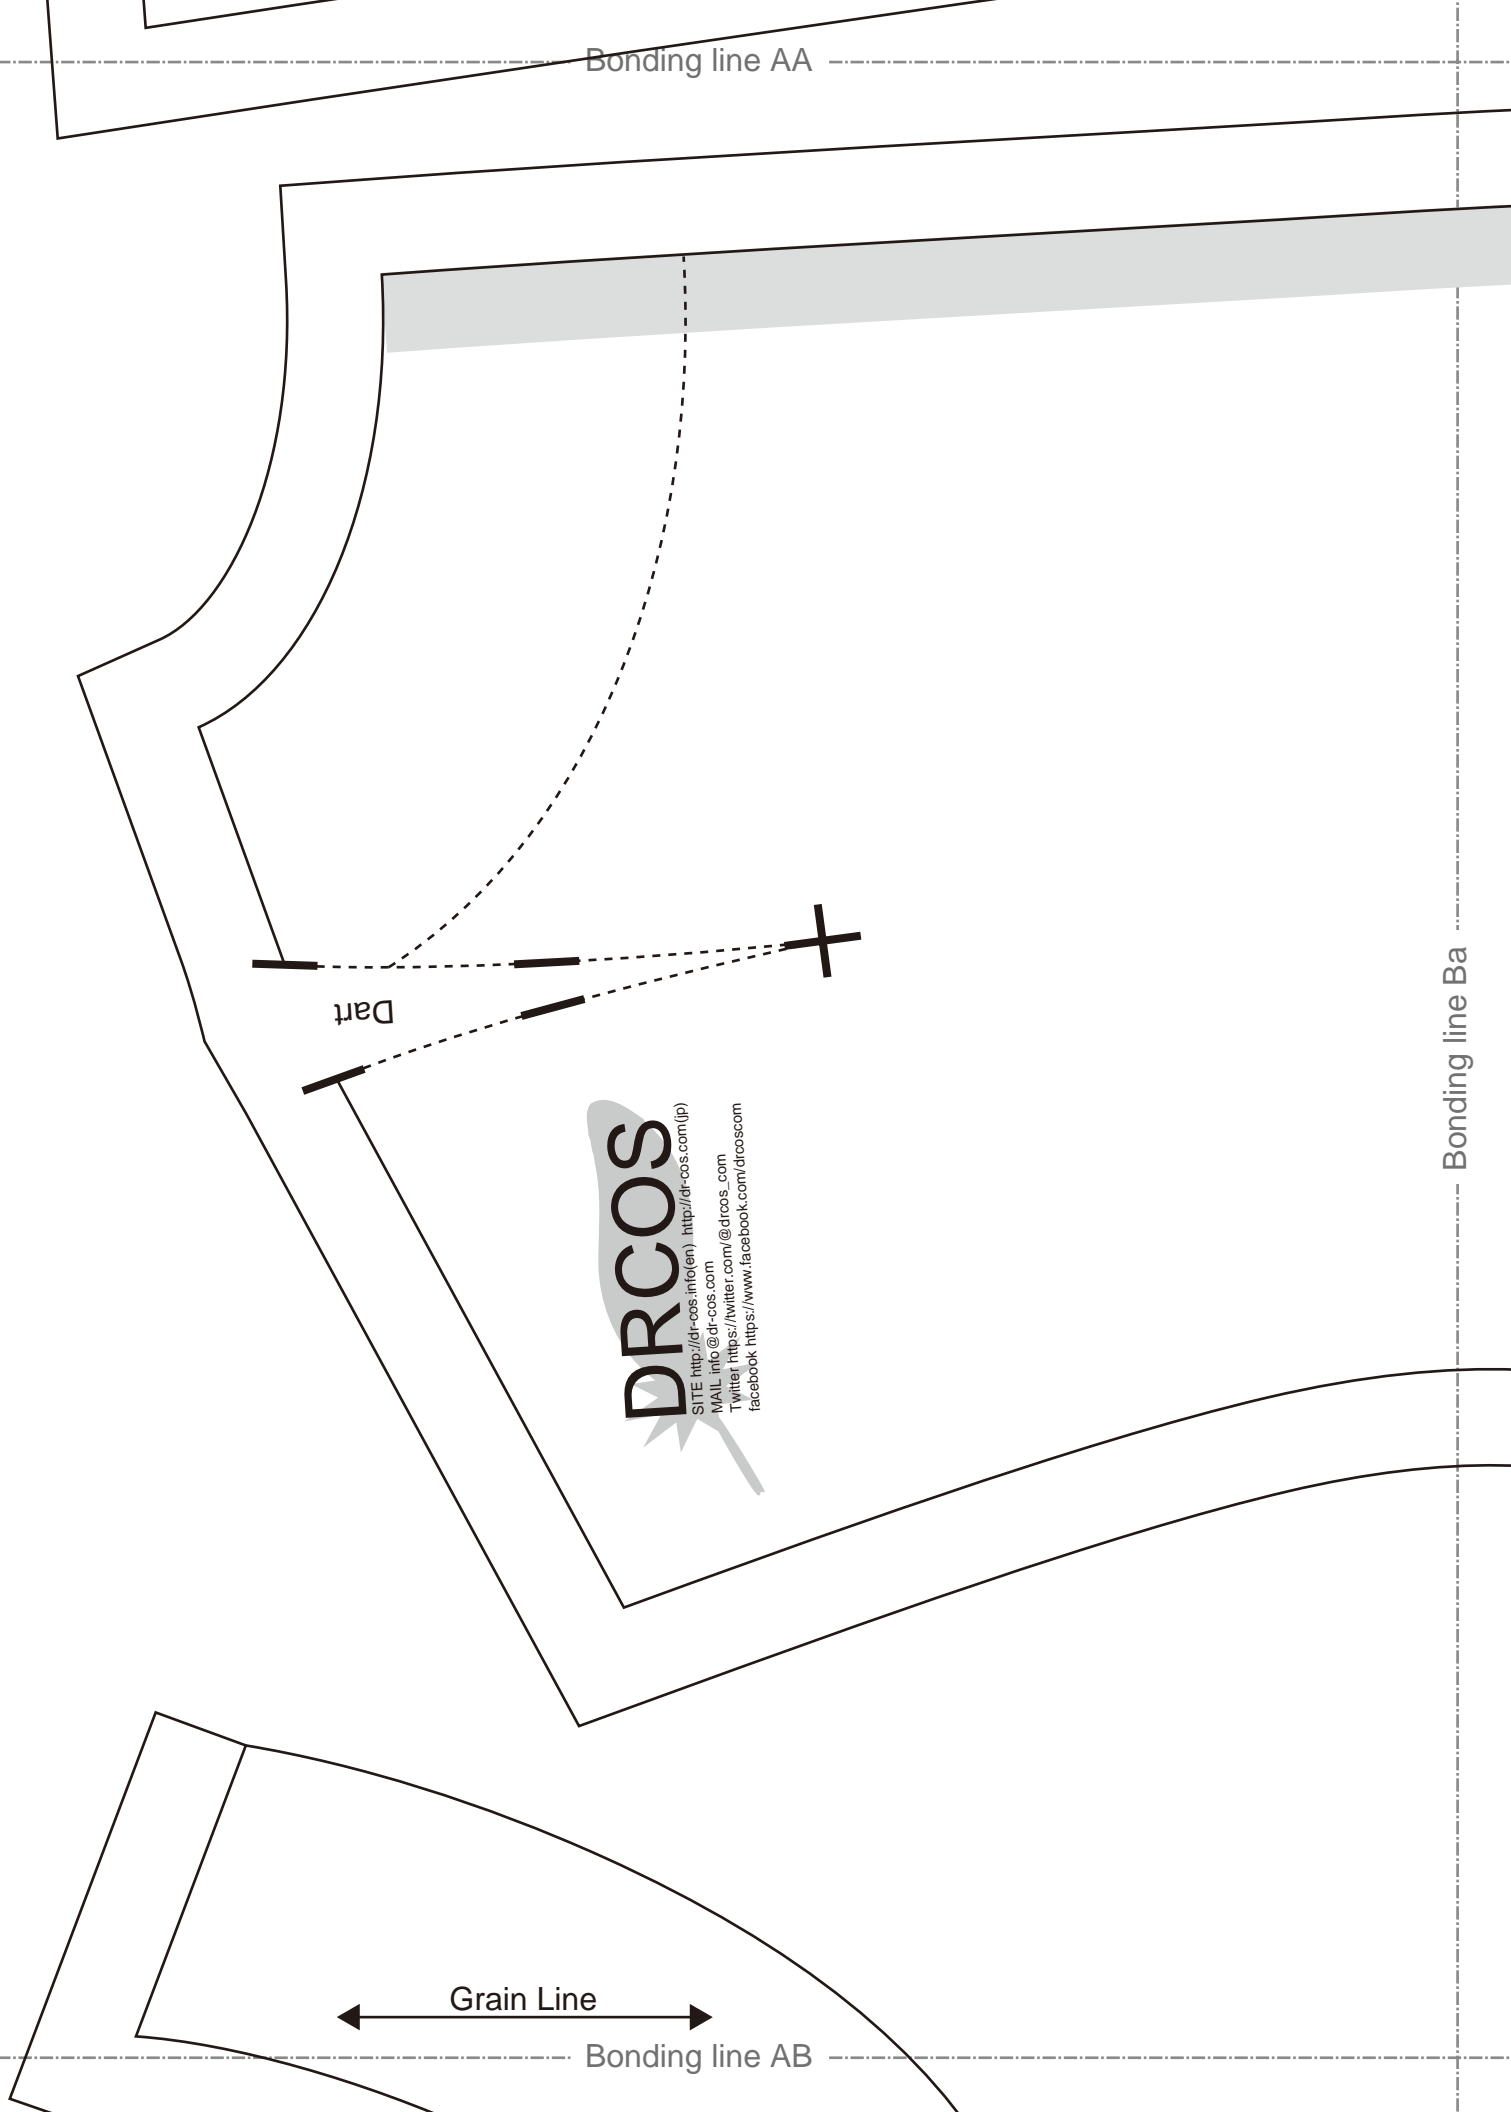 Bonding line AA
Bonding line Ba
Dart
DRCOS
SITE http://dr-cos.info(en) http://dr-cos.com(jp)
MAIL info@dr-cos.com
Twitter https://twitter.com/@drcos_com
facebook https://www.facebook.com/drcoscom
Grain Line
Bonding line AB